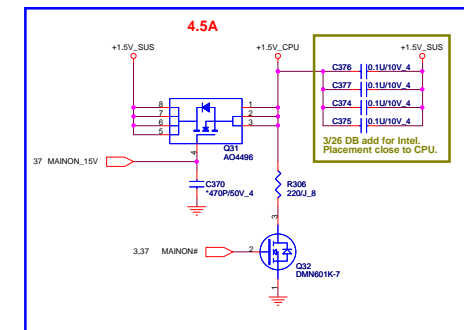 4.5A
+1.5V_SUS
+1.5V_CPU
+1.5V_SUS
C376 0.1U/10V_4
C377 0.1U/10V_4
C374 0.1U/10V_4
C375 0.1U/10V_4
3/26 DB add for Intel.
Placement close to CPU.
8 1
7 2
6 3
5
4
Q31
AO4496
37 MAINON_15V
C370
*470P/50V_4
R306
220/J_8
3
3,37 MAINON#
2
Q32
DMN601K-7
1